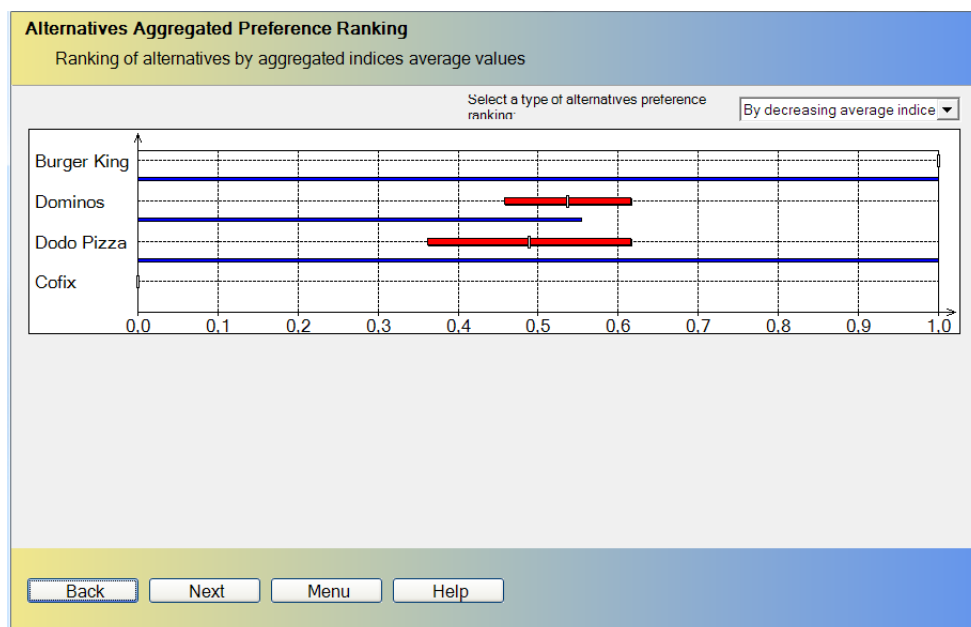 Alternatives Aggregated Preference Ranking
Ranking of alternatives by aggregated indices average values
Select a type of alternatives preference
ranking:
By decreasing average indice
Burger King
Dominos
Dodo Pizza
Cofix
0,0 0,1 0,2 0,3 0,4 0,5 0,6 0,7 0,8 0,9 1,0
Back Next Menu Help